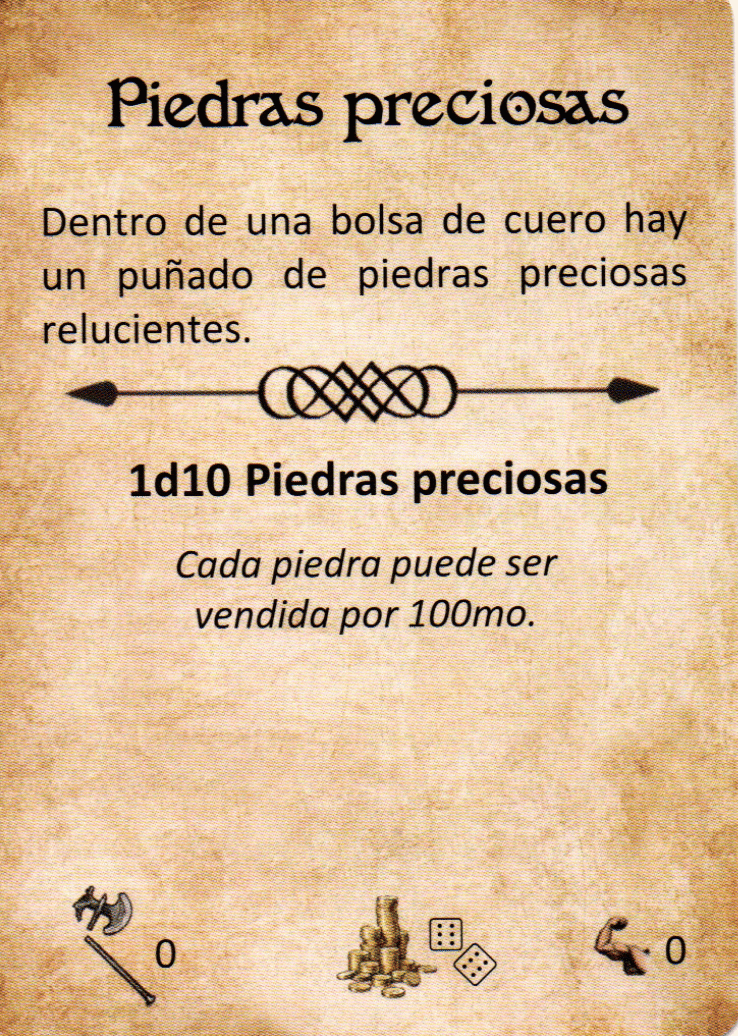 Piedras preciosas
Dentro de una bolsa de cuero hay
un puñado de piedras preciosas
relucientes.
1d10 Piedras preciosas
Cada piedra puede ser
vendida por 100mo.
0
0